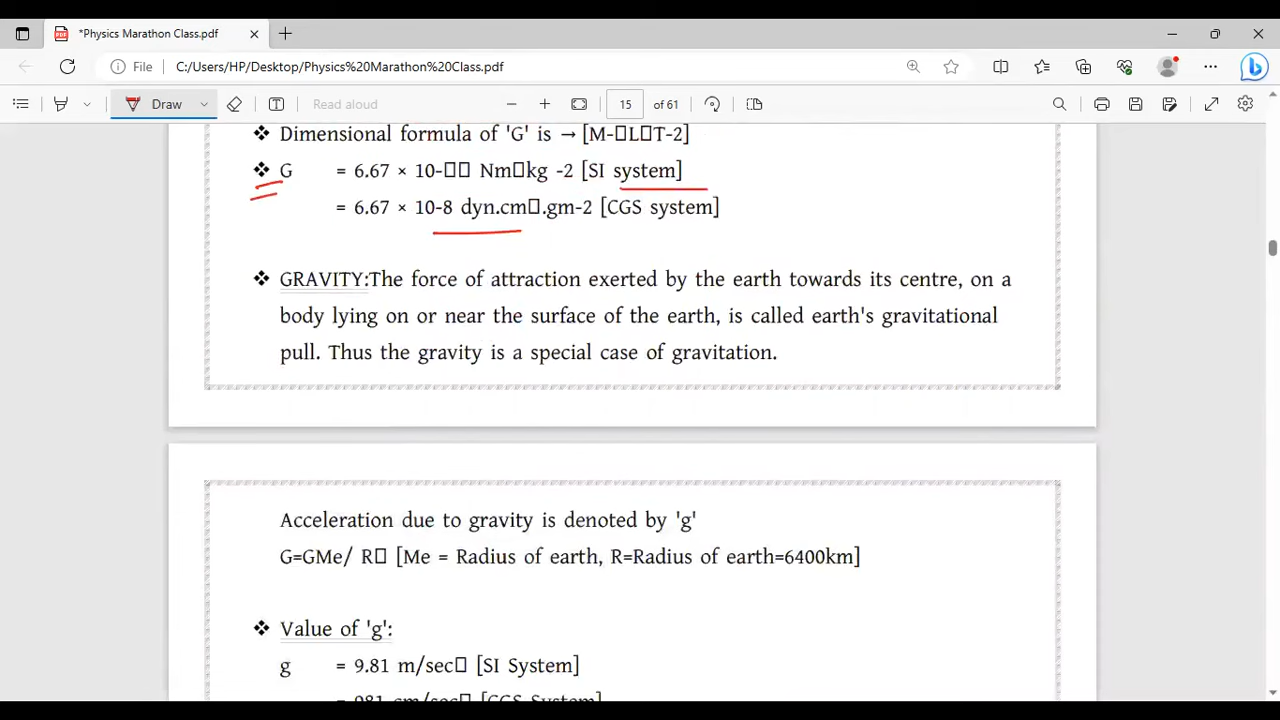 *Physics Marathon Class.pdf
File C:/Users/HP/Desktop/Physics%20Marathon%20Class.pdf
Draw Read aloud 15 of 61
❖ Dimensional formula of 'G' is → [M-□L□T-2]
❖ G = 6.67 × 10-□□ Nm□kg -2 [SI system]
= 6.67 × 10-8 dyn.cm□.gm-2 [CGS system]
❖ GRAVITY:The force of attraction exerted by the earth towards its centre, on a
body lying on or near the surface of the earth, is called earth's gravitational
pull. Thus the gravity is a special case of gravitation.
Acceleration due to gravity is denoted by 'g'
G=GMe/ R□ [Me = Radius of earth, R=Radius of earth=6400km]
❖ Value of 'g':
g = 9.81 m/sec□ [SI System]
= 981 cm/sec□ [CGS System]